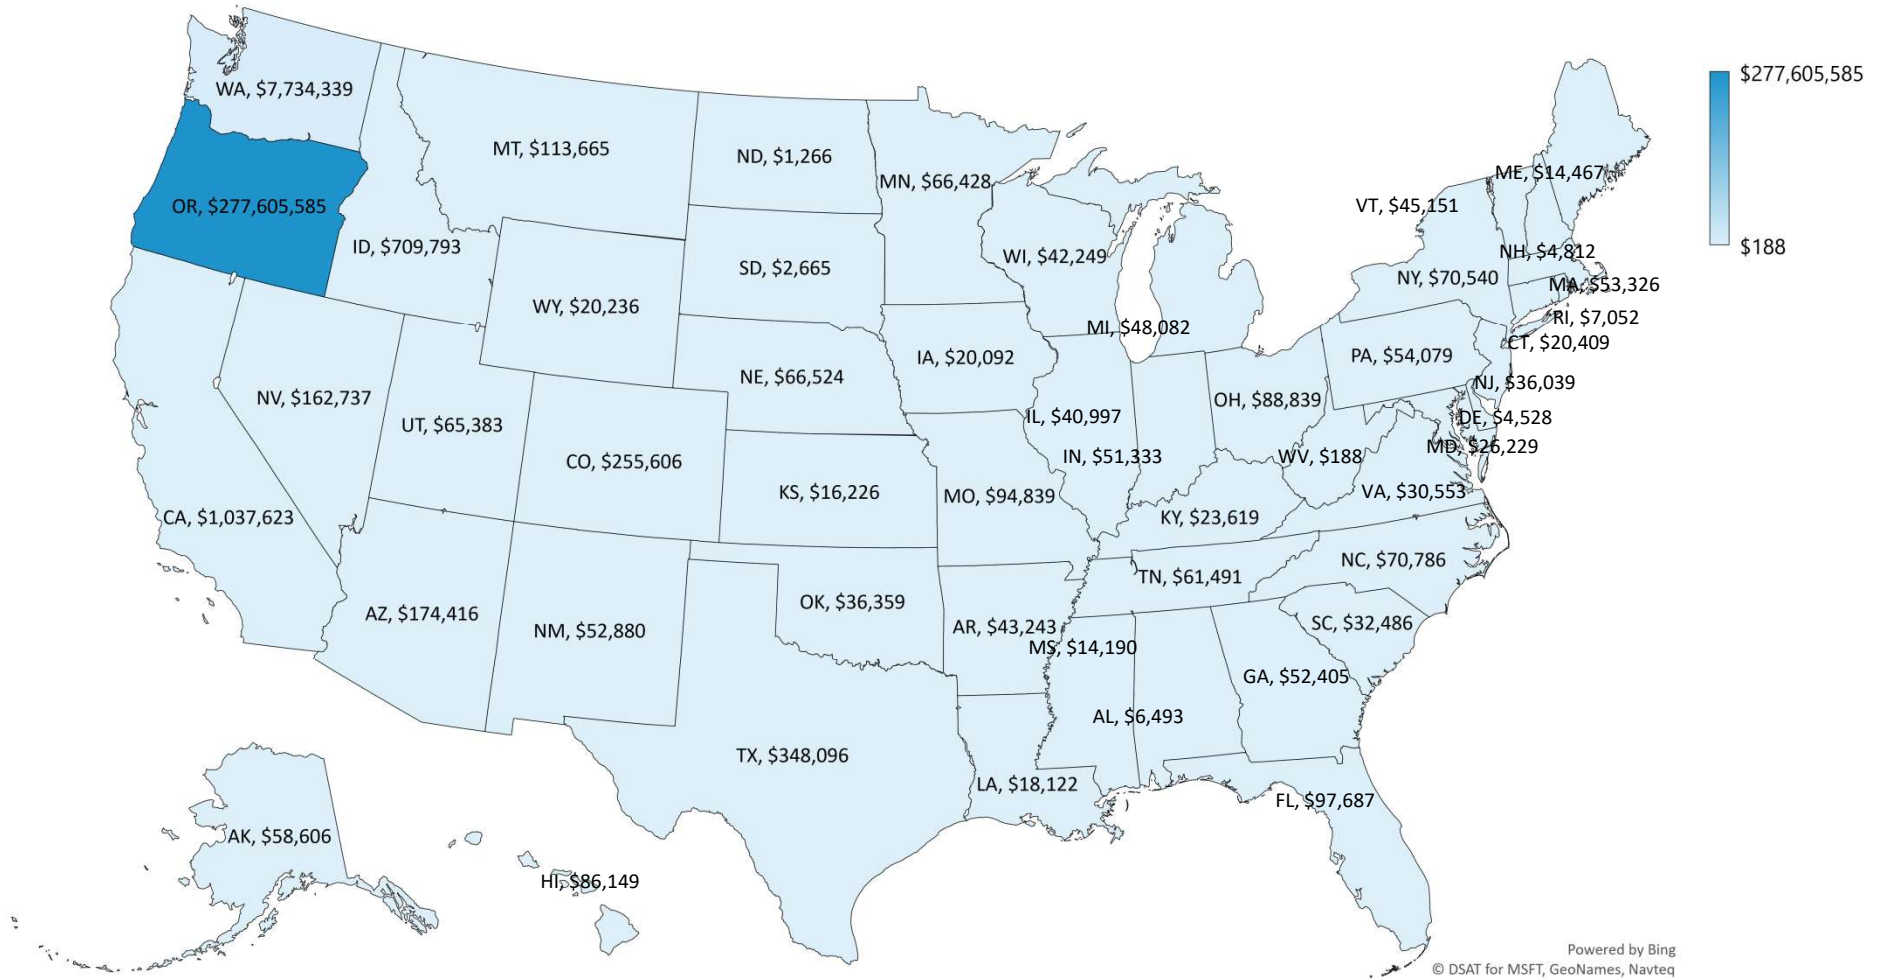 WA, $7,734,339
$277,605,585
MT, $113,665
ND, $1,266
MN, $66,428
ME, $14,467
OR, $277,605,585
VT, $45,151
ID, $709,793
$188
WI, $42,249
NH, $4,812
SD, $2,665
NY, $70,540
MA, $53,326
WY, $20,236
RI, $7,052
MI, $48,082
CT, $20,409
IA, $20,092
PA, $54,079
NE, $66,524
NJ, $36,039
NV, $162,737
OH, $88,839
UT, $65,383
IL, $40,997
DE, $4,528
MD, $26,229
CO, $255,606
IN, $51,333
WV, $188
KS, $16,226
MO, $94,839
VA, $30,553
CA, $1,037,623
KY, $23,619
NC, $70,786
TN, $61,491
OK, $36,359
AZ, $174,416
NM, $52,880
AR, $43,243
SC, $32,486
MS, $14,190
GA, $52,405
AL, $6,493
TX, $348,096
LA, $18,122
FL, $97,687
AK, $58,606
HI, $86,149
Powered by Bing
© DSAT for MSFT, GeoNames, Navteq